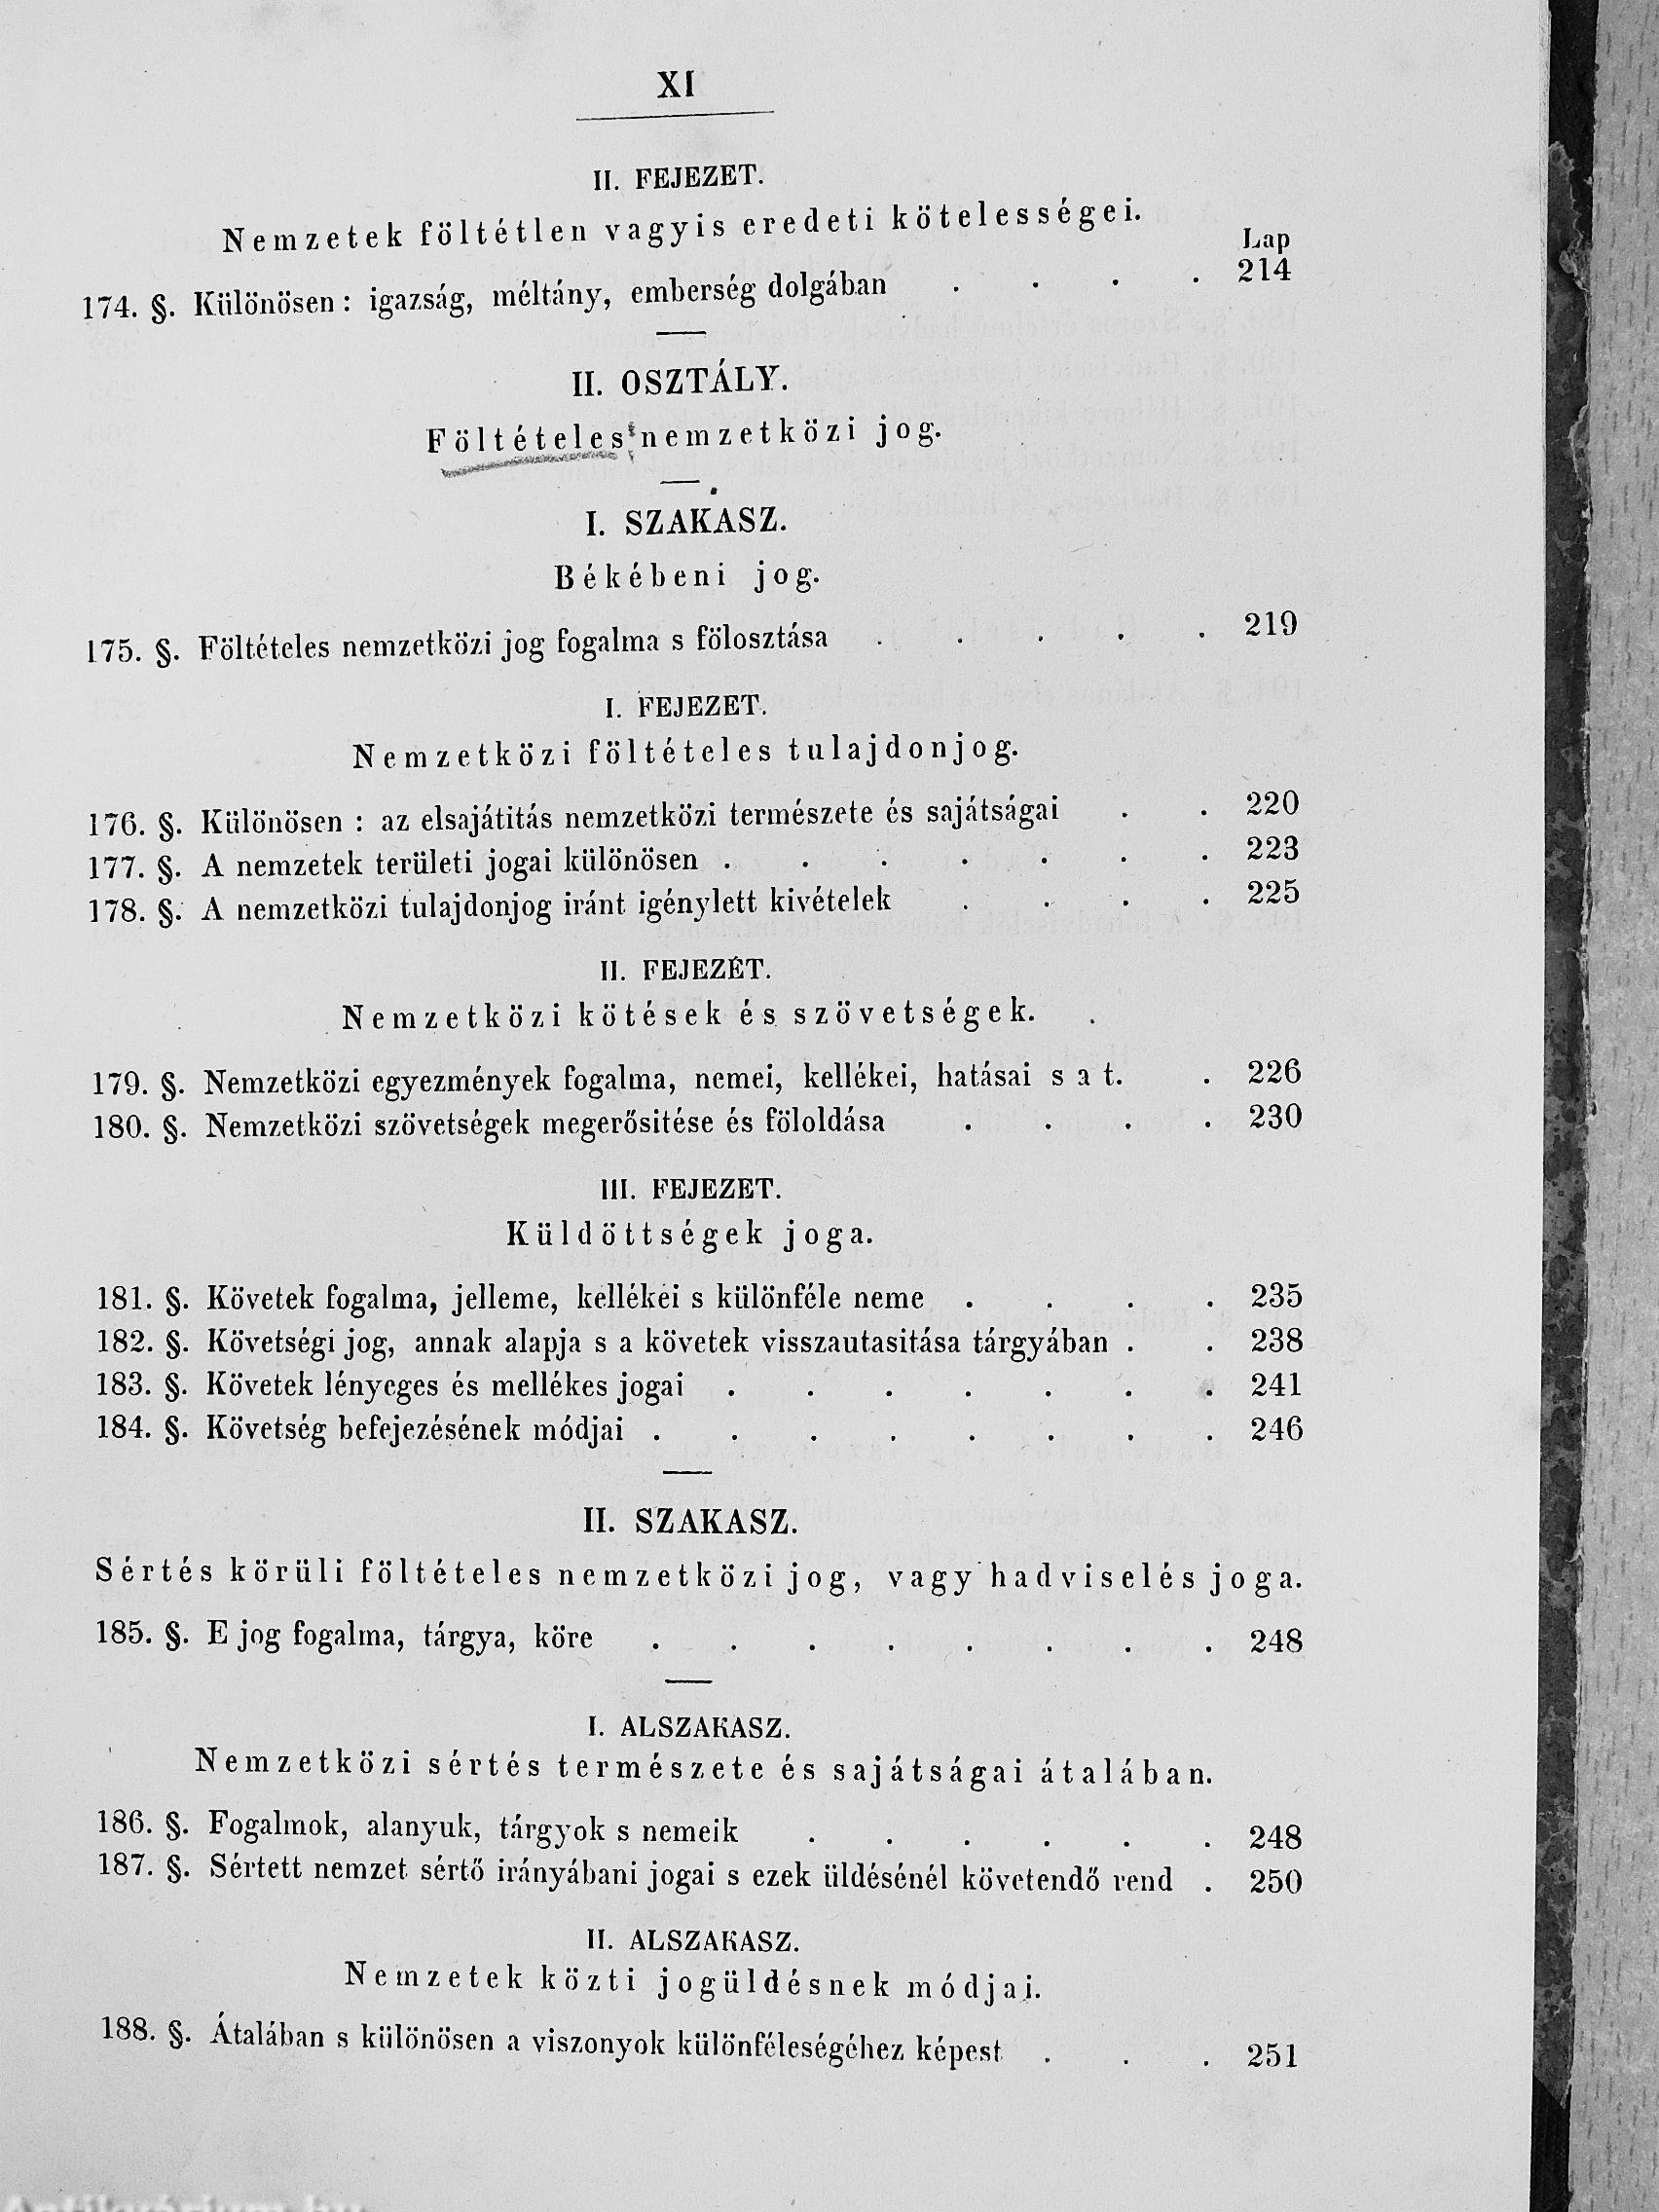 XI
II. FEJEZET.
Nemzetek föltétlen vagyis eredeti kötelességei.
Lap
174. §. Különösen : igazság, méltány, emberség dolgában . . . . 214
II. OSZTÁLY.
Föltételes nemzetközi jog.
I. SZAKASZ.
Békébeni jog.
175. §. Föltételes nemzetközi jog fogalma s fölosztása . . . . . 219
I. FEJEZET.
Nemzetközi föltételes tulajdonjog.
176. §. Különösen : az elsajátitás nemzetközi természete és sajátságai . . 220
177. §. A nemzetek területi jogai különösen . . . . . . . 223
178. §. A nemzetközi tulajdonjog iránt igénylett kivételek . . . . 225
II. FEJEZET.
Nemzetközi kötések és szövetségek.
179. §. Nemzetközi egyezmények fogalma, nemei, kellékei, hatásai s a t. . 226
180. §. Nemzetközi szövetségek megerősitése és föloldása . . . . 230
III. FEJEZET.
Küldöttségek joga.
181. §. Követek fogalma, jelleme, kellékei s különféle neme . . . . 235
182. §. Követségi jog, annak alapja s a követek visszautasitása tárgyában . . 238
183. §. Követek lényeges és mellékes jogai . . . . . . . 241
184. §. Követség befejezésének módjai . . . . . . . . 246
II. SZAKASZ.
Sértés körüli föltételes nemzetközi jog, vagy hadviselés joga.
185. §. E jog fogalma, tárgya, köre . . . . . . . . 248
I. ALSZAKASZ.
Nemzetközi sértés természete és sajátságai átalában.
186. §. Fogalmok, alanyuk, tárgyok s nemeik . . . . . . 248
187. §. Sértett nemzet sértő irányábani jogai s ezek üldésénél követendő rend . 250
II. ALSZAKASZ.
Nemzetek közti jogüldésnek módjai.
188. §. Átalában s különösen a viszonyok különféleségéhez képest . . . 251